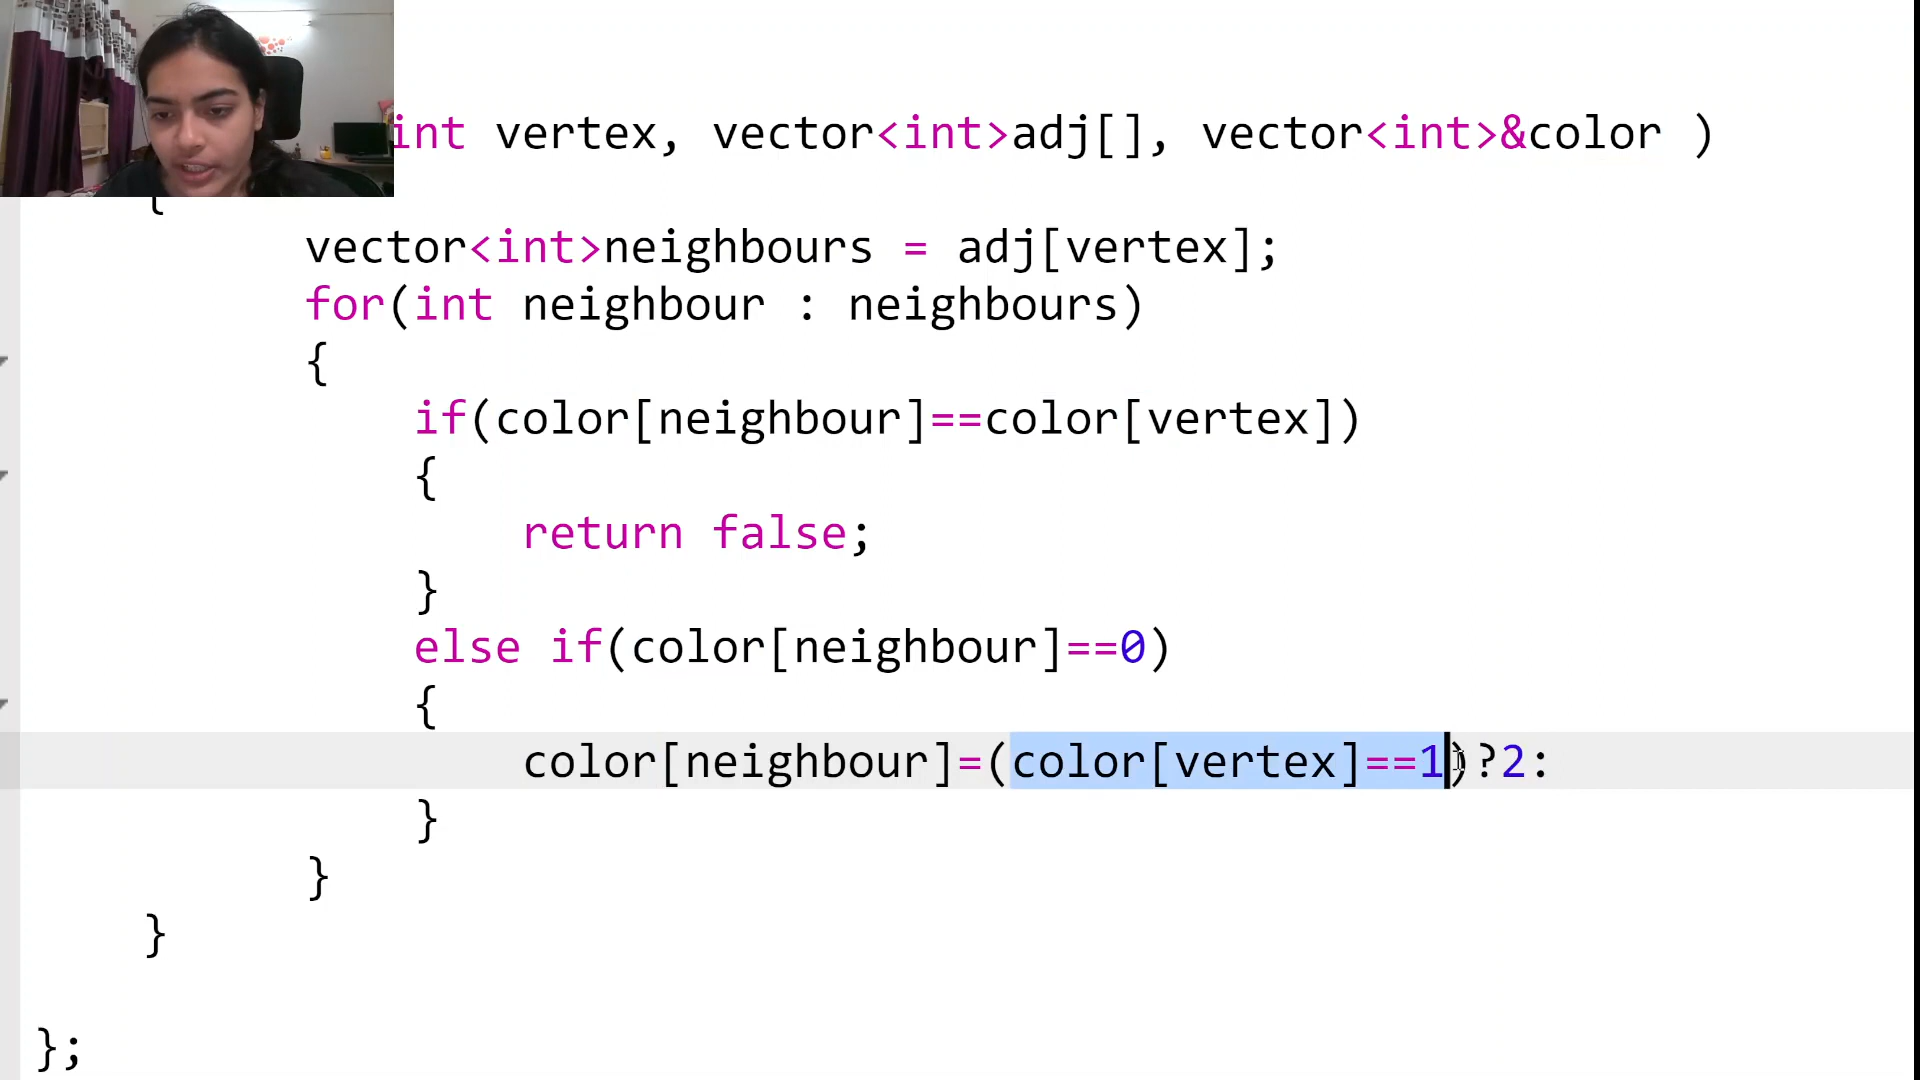 int vertex, vector<int>adj[], vector<int>&color )
{
vector<int>neighbours = adj[vertex];
for(int neighbour : neighbours)
{
if(color[neighbour]==color[vertex])
{
return false;
}
else if(color[neighbour]==0)
{
color[neighbour]=(color[vertex]==1)?2:
}
}
}
};